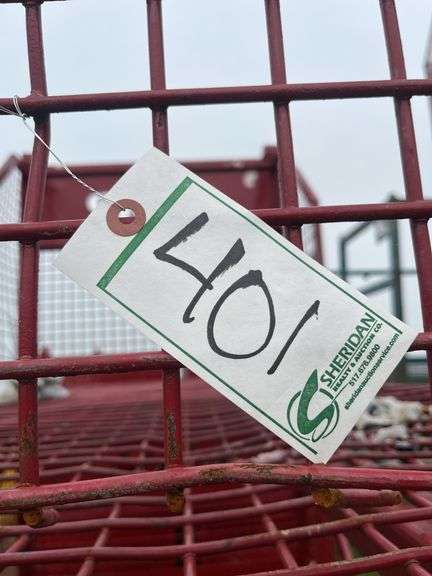 401
SHERIDAN
REALTY & AUCTION CO.
517.676.9800
sheridanauctionservice.com